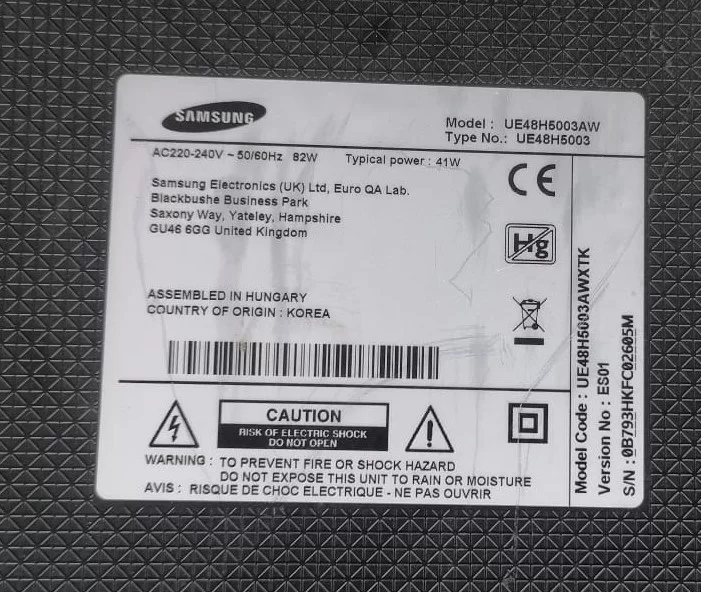 SAMSUNG
Model : UE48H5003AW
Type No.: UE48H5003
AC220-240V ~ 50/60Hz 82W Typical power : 41W
Samsung Electronics (UK) Ltd, Euro QA Lab.
Blackbushe Business Park
Saxony Way, Yateley, Hampshire
GU46 6GG United Kingdom
CE
Hg
ASSEMBLED IN HUNGARY
COUNTRY OF ORIGIN : KOREA
CAUTION
RISK OF ELECTRIC SHOCK
DO NOT OPEN
WARNING : TO PREVENT FIRE OR SHOCK HAZARD
DO NOT EXPOSE THIS UNIT TO RAIN OR MOISTURE
AVIS : RISQUE DE CHOC ELECTRIQUE - NE PAS OUVRIR
Model Code : UE48H5003AWXTK
Version No : ES01
S/N : 0B793HKFC02605M